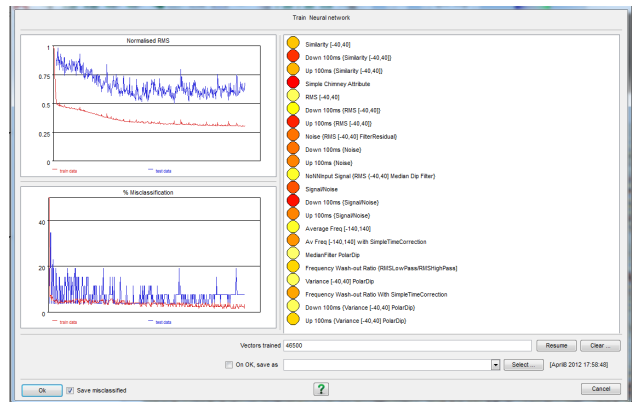 Train Neural network
Normalised RMS
1
0.75
0.5
0.25
0
train data
test data
% Misclassification
40
20
0
train data
test data
Similarity [-40,40]
Down 100ms {Similarity [-40,40]}
Up 100ms {Similarity [-40,40]}
Simple Chimney Attribute
RMS [-40,40]
Down 100ms {RMS [-40,40]}
Up 100ms {RMS [-40,40]}
Noise {RMS [-40,40] FilterResidual}
Down 100ms {Noise}
Up 100ms {Noise}
NoNNInput Signal {RMS (-40,40) Median Dip Filter}
Signal/Noise
Down 100ms {Signal/Noise}
Up 100ms {Signal/Noise}
Average Freq [-140,140]
Av Freq [-140,140] with SimpleTimeCorrection
MedianFilter PolarDip
Frequency Wash-out Ratio {RMSLowPass/RMSHighPass}
Variance [-40,40] PolarDip
Frequency Wash-out Ratio With SimpleTimeCorrection
Down 100ms {Variance [-40,40] PolarDip}
Up 100ms {Variance [-40,40] PolarDip}
Vectors trained 46500 Resume Clear ...
On OK, save as Select ... [April8 2012 17:58:48]
Ok Save misclassified ? Cancel